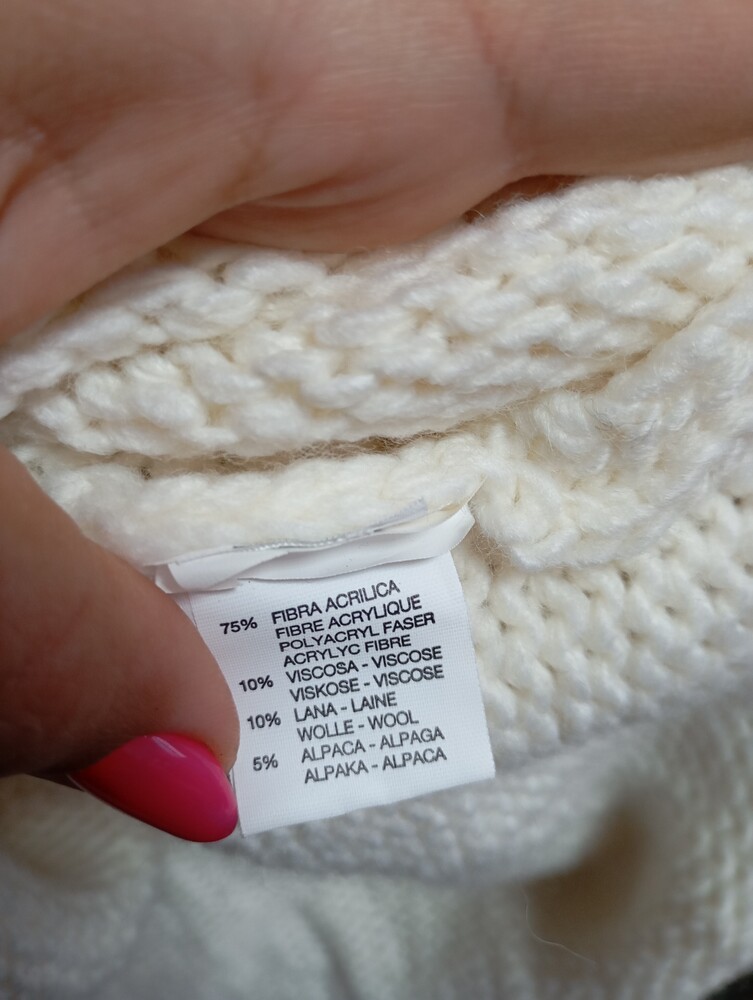 75% FIBRA ACRILICA
FIBRE ACRYLIQUE
POLYACRYL FASER
ACRYLYC FIBRE
10% VISCOSA - VISCOSE
VISKOSE - VISCOSE
10% LANA - LAINE
WOLLE - WOOL
5% ALPACA - ALPAGA
ALPAKA - ALPACA